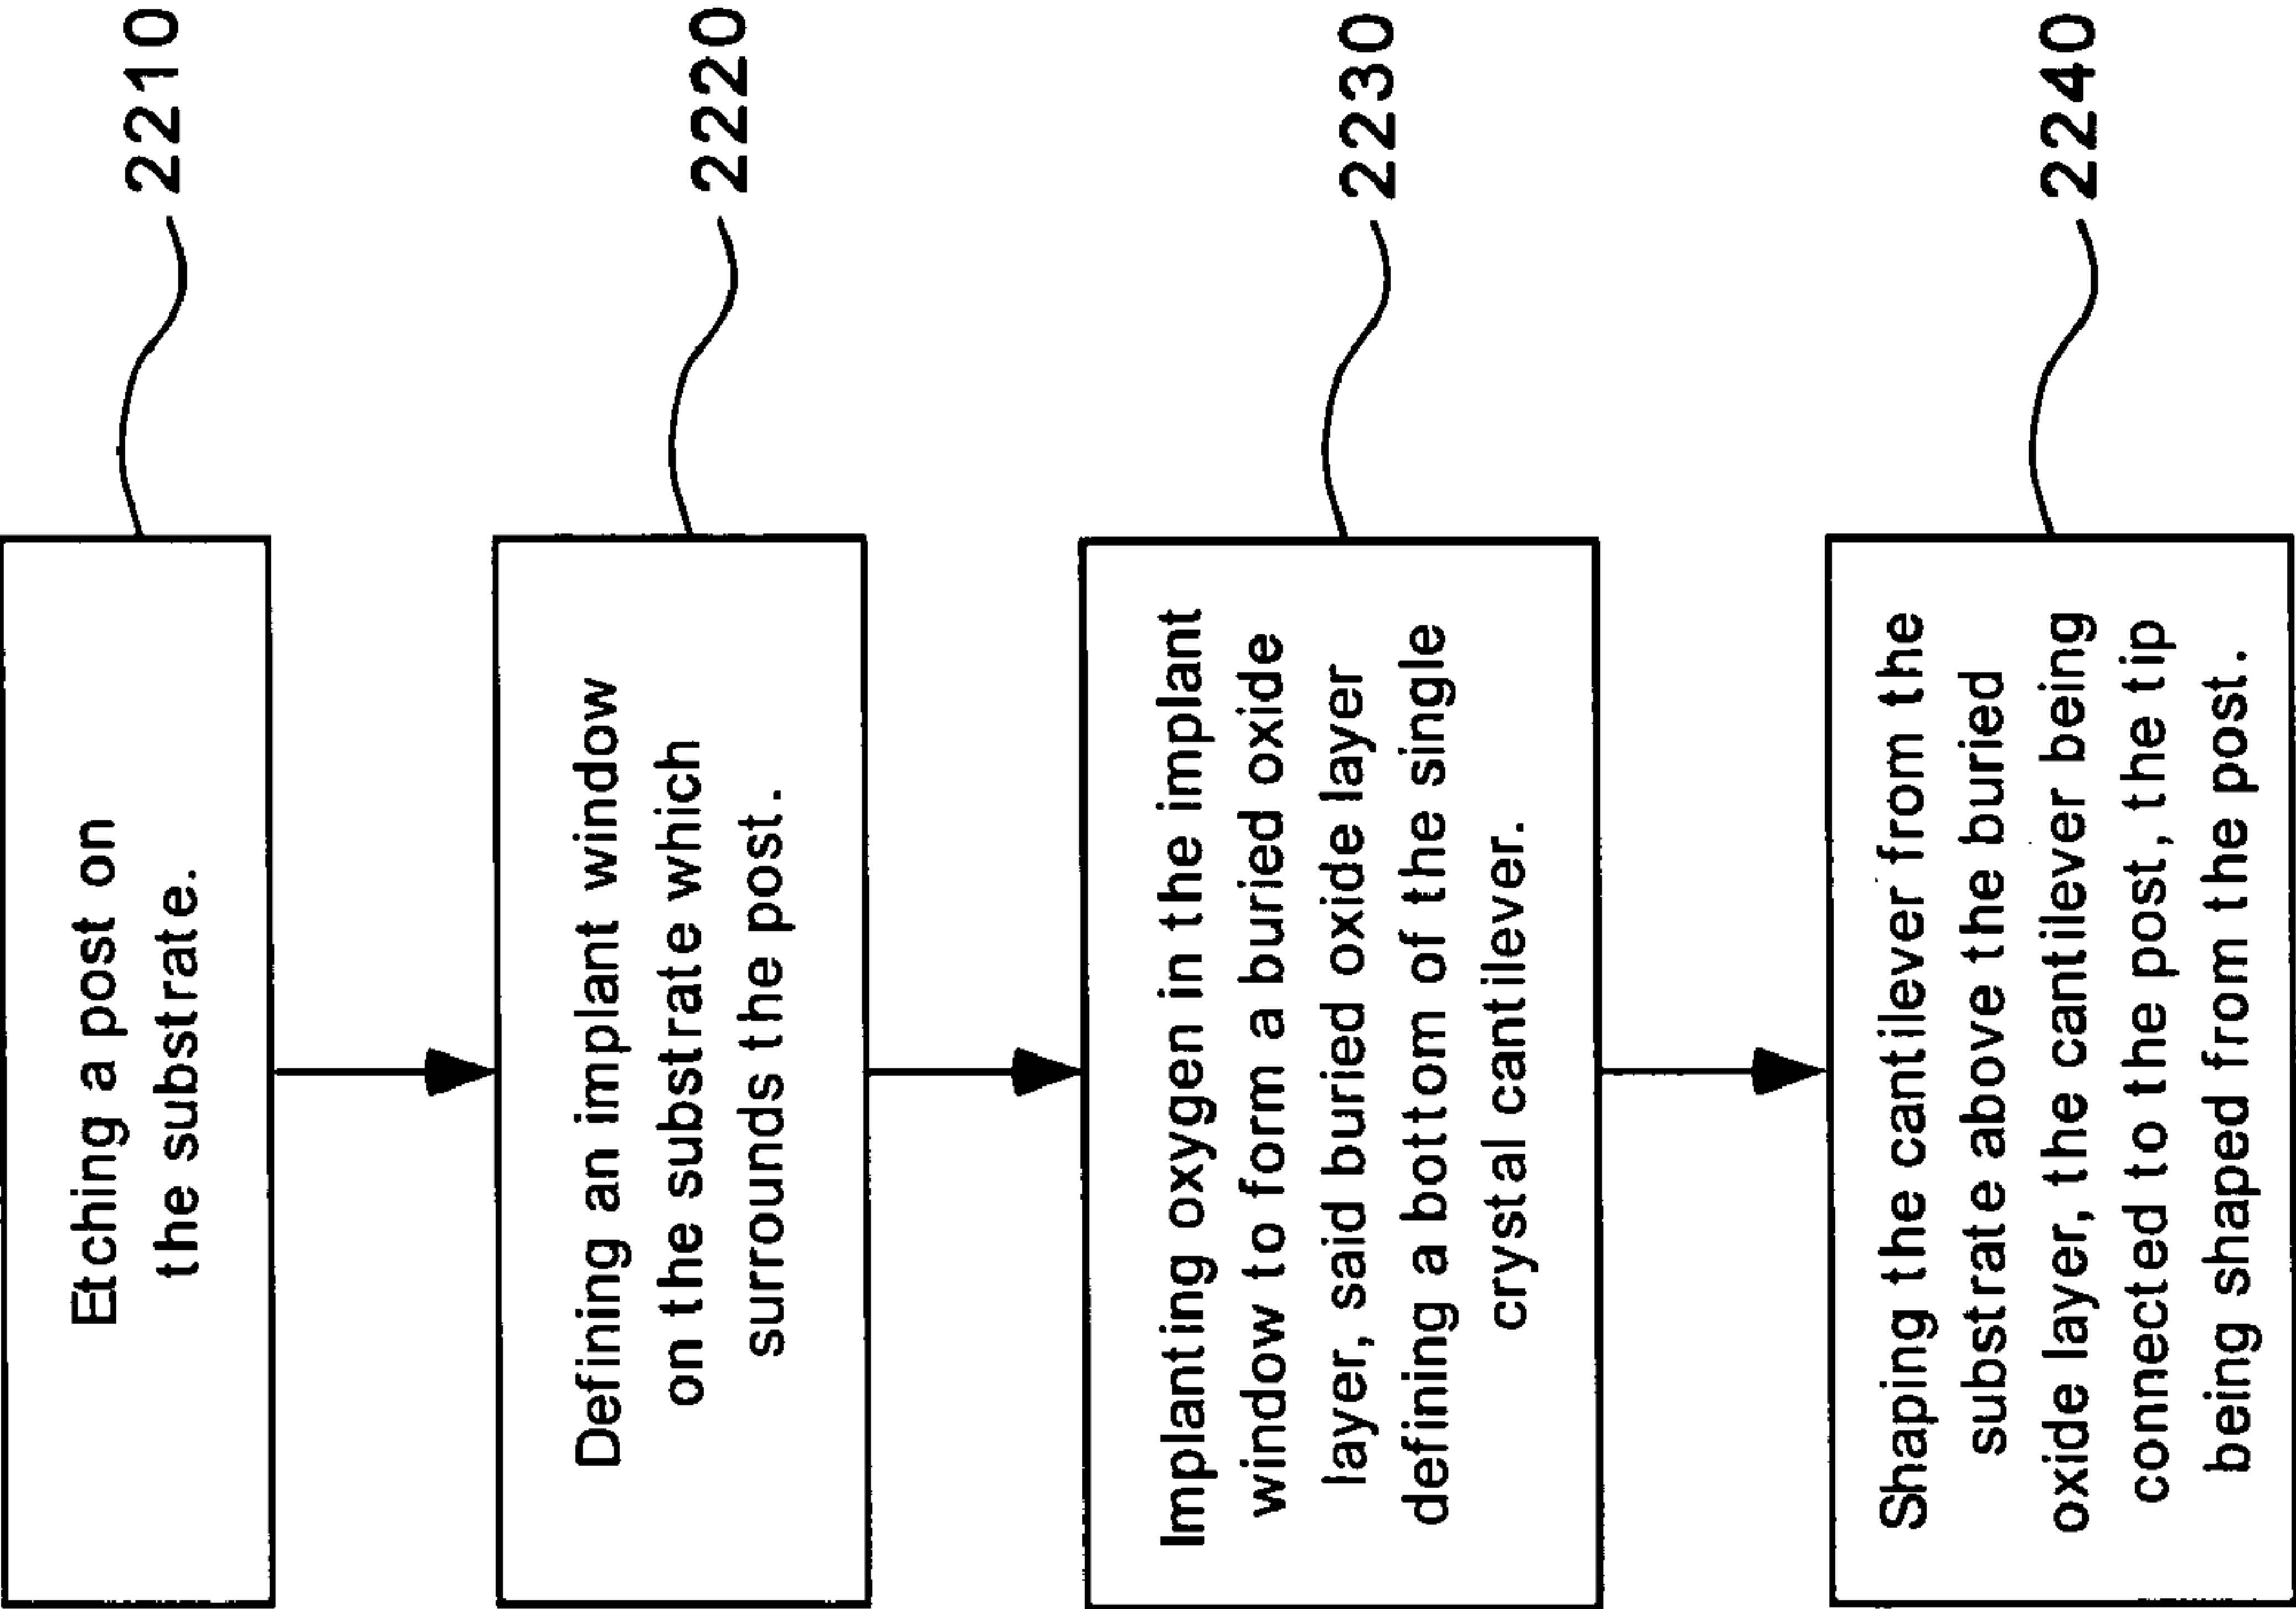 Etching a post on
the substrate.
2210
Defining an implant window
on the substrate which
surrounds the post.
2220
Implanting oxygen in the implant
window to form a buried oxide
layer, said buried oxide layer
defining a bottom of the single
crystal cantilever.
2230
Shaping the cantilever from the
substrate above the buried
oxide layer, the cantilever being
connected to the post, the tip
being shaped from the post.
2240